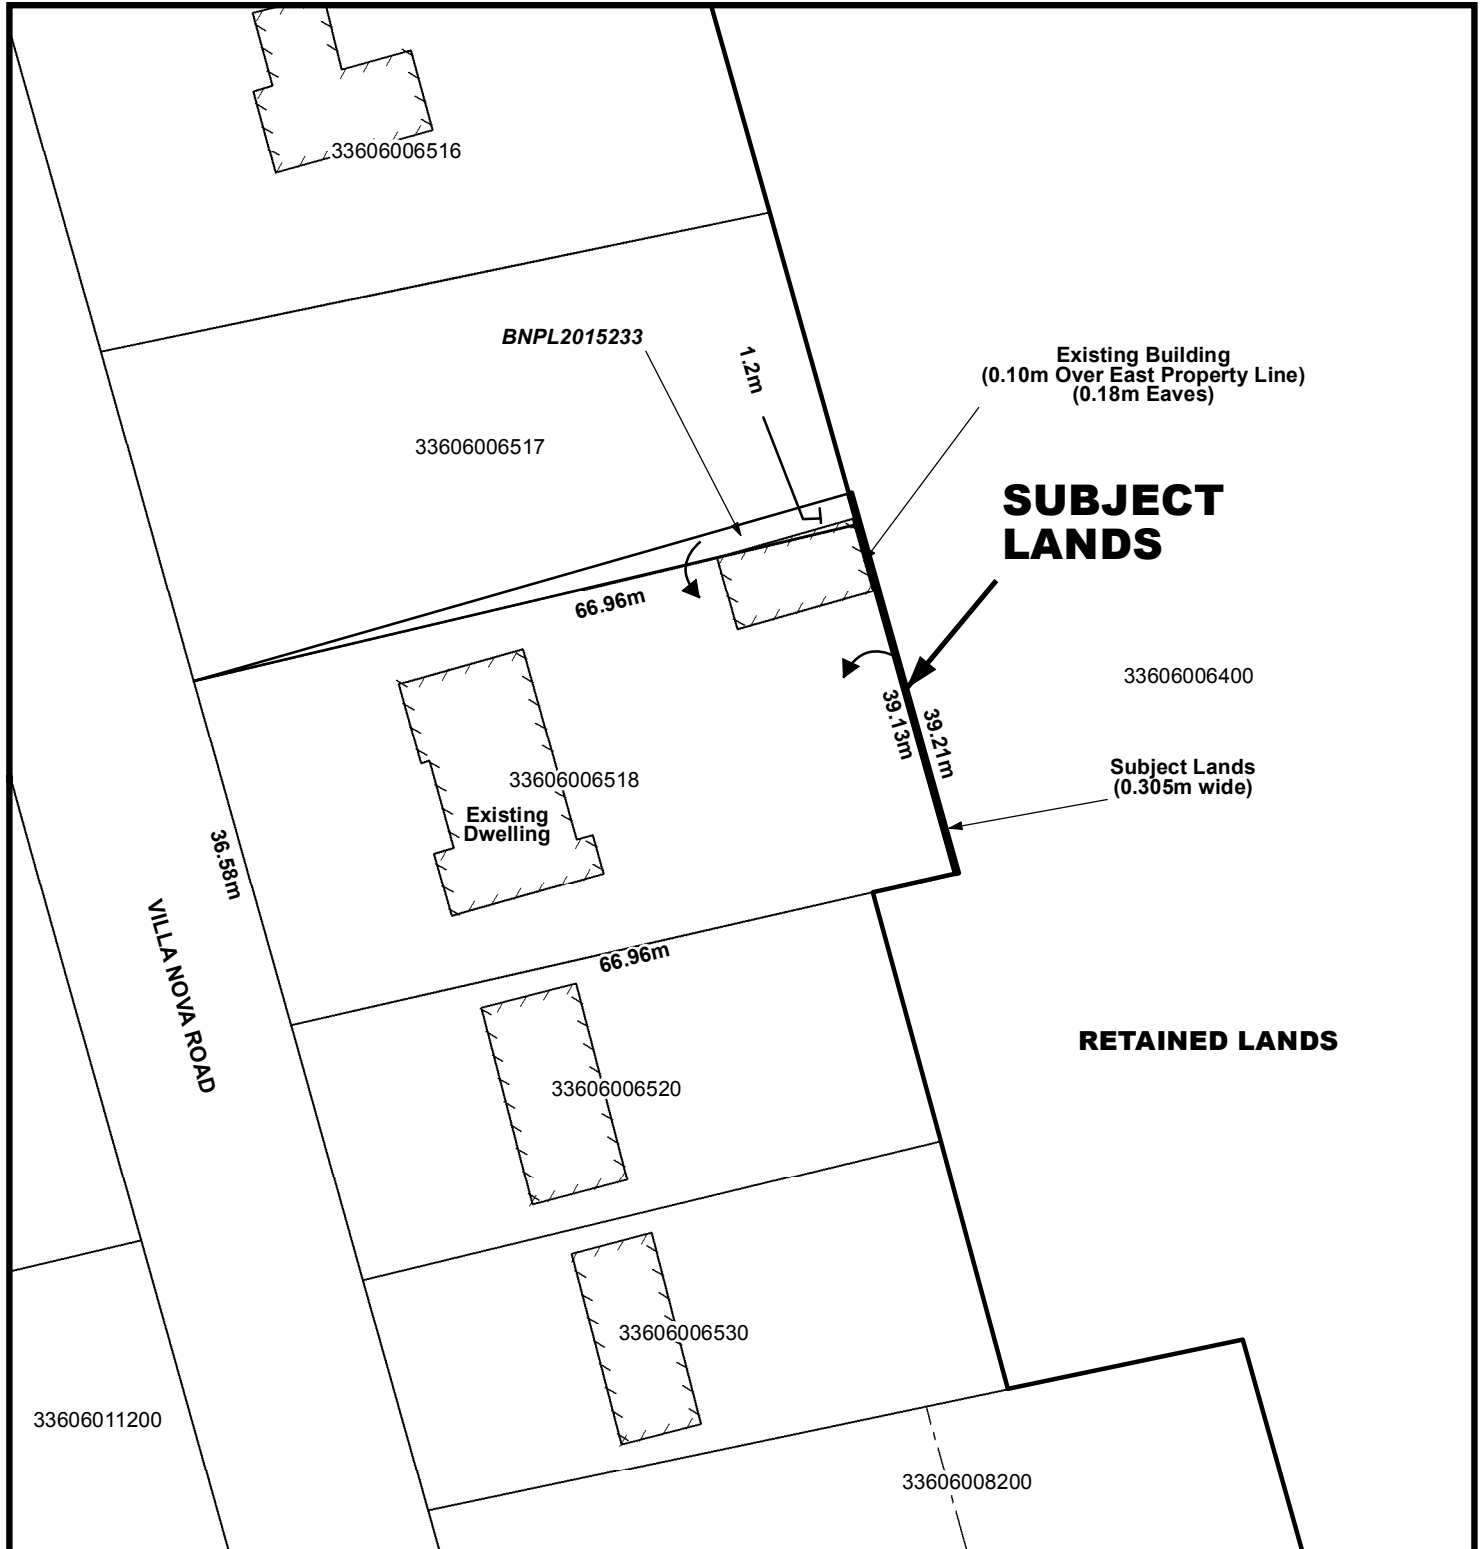 33606006516
BNPL2015233
1.2m
Existing Building
(0.10m Over East Property Line)
(0.18m Eaves)
33606006517
SUBJECT
LANDS
66.96m
33606006400
39.13m
39.21m
Subject Lands
(0.305m wide)
33606006518
Existing
Dwelling
36.58m
VILLA NOVA ROAD
66.96m
RETAINED LANDS
33606006520
33606006530
33606011200
33606008200